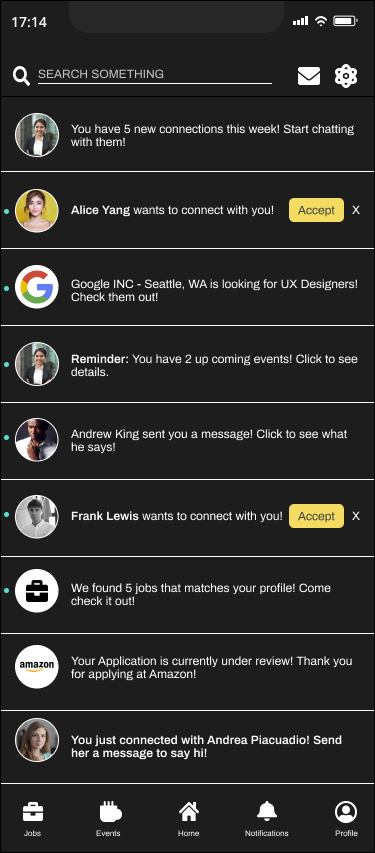 17:14
SEARCH SOMETHING
You have 5 new connections this week! Start chatting
with them!
Alice Yang wants to connect with you!
Accept
X
Google INC - Seattle, WA is looking for UX Designers!
Check them out!
Reminder: You have 2 up coming events! Click to see
details.
Andrew King sent you a message! Click to see what
he says!
Frank Lewis wants to connect with you!
Accept
X
We found 5 jobs that matches your profile! Come
check it out!
amazon
Your Application is currently under review! Thank you
for applying at Amazon!
You just connected with Andrea Piacuadio! Send
her a message to say hi!
Jobs
Events
Home
Notifications
Profile